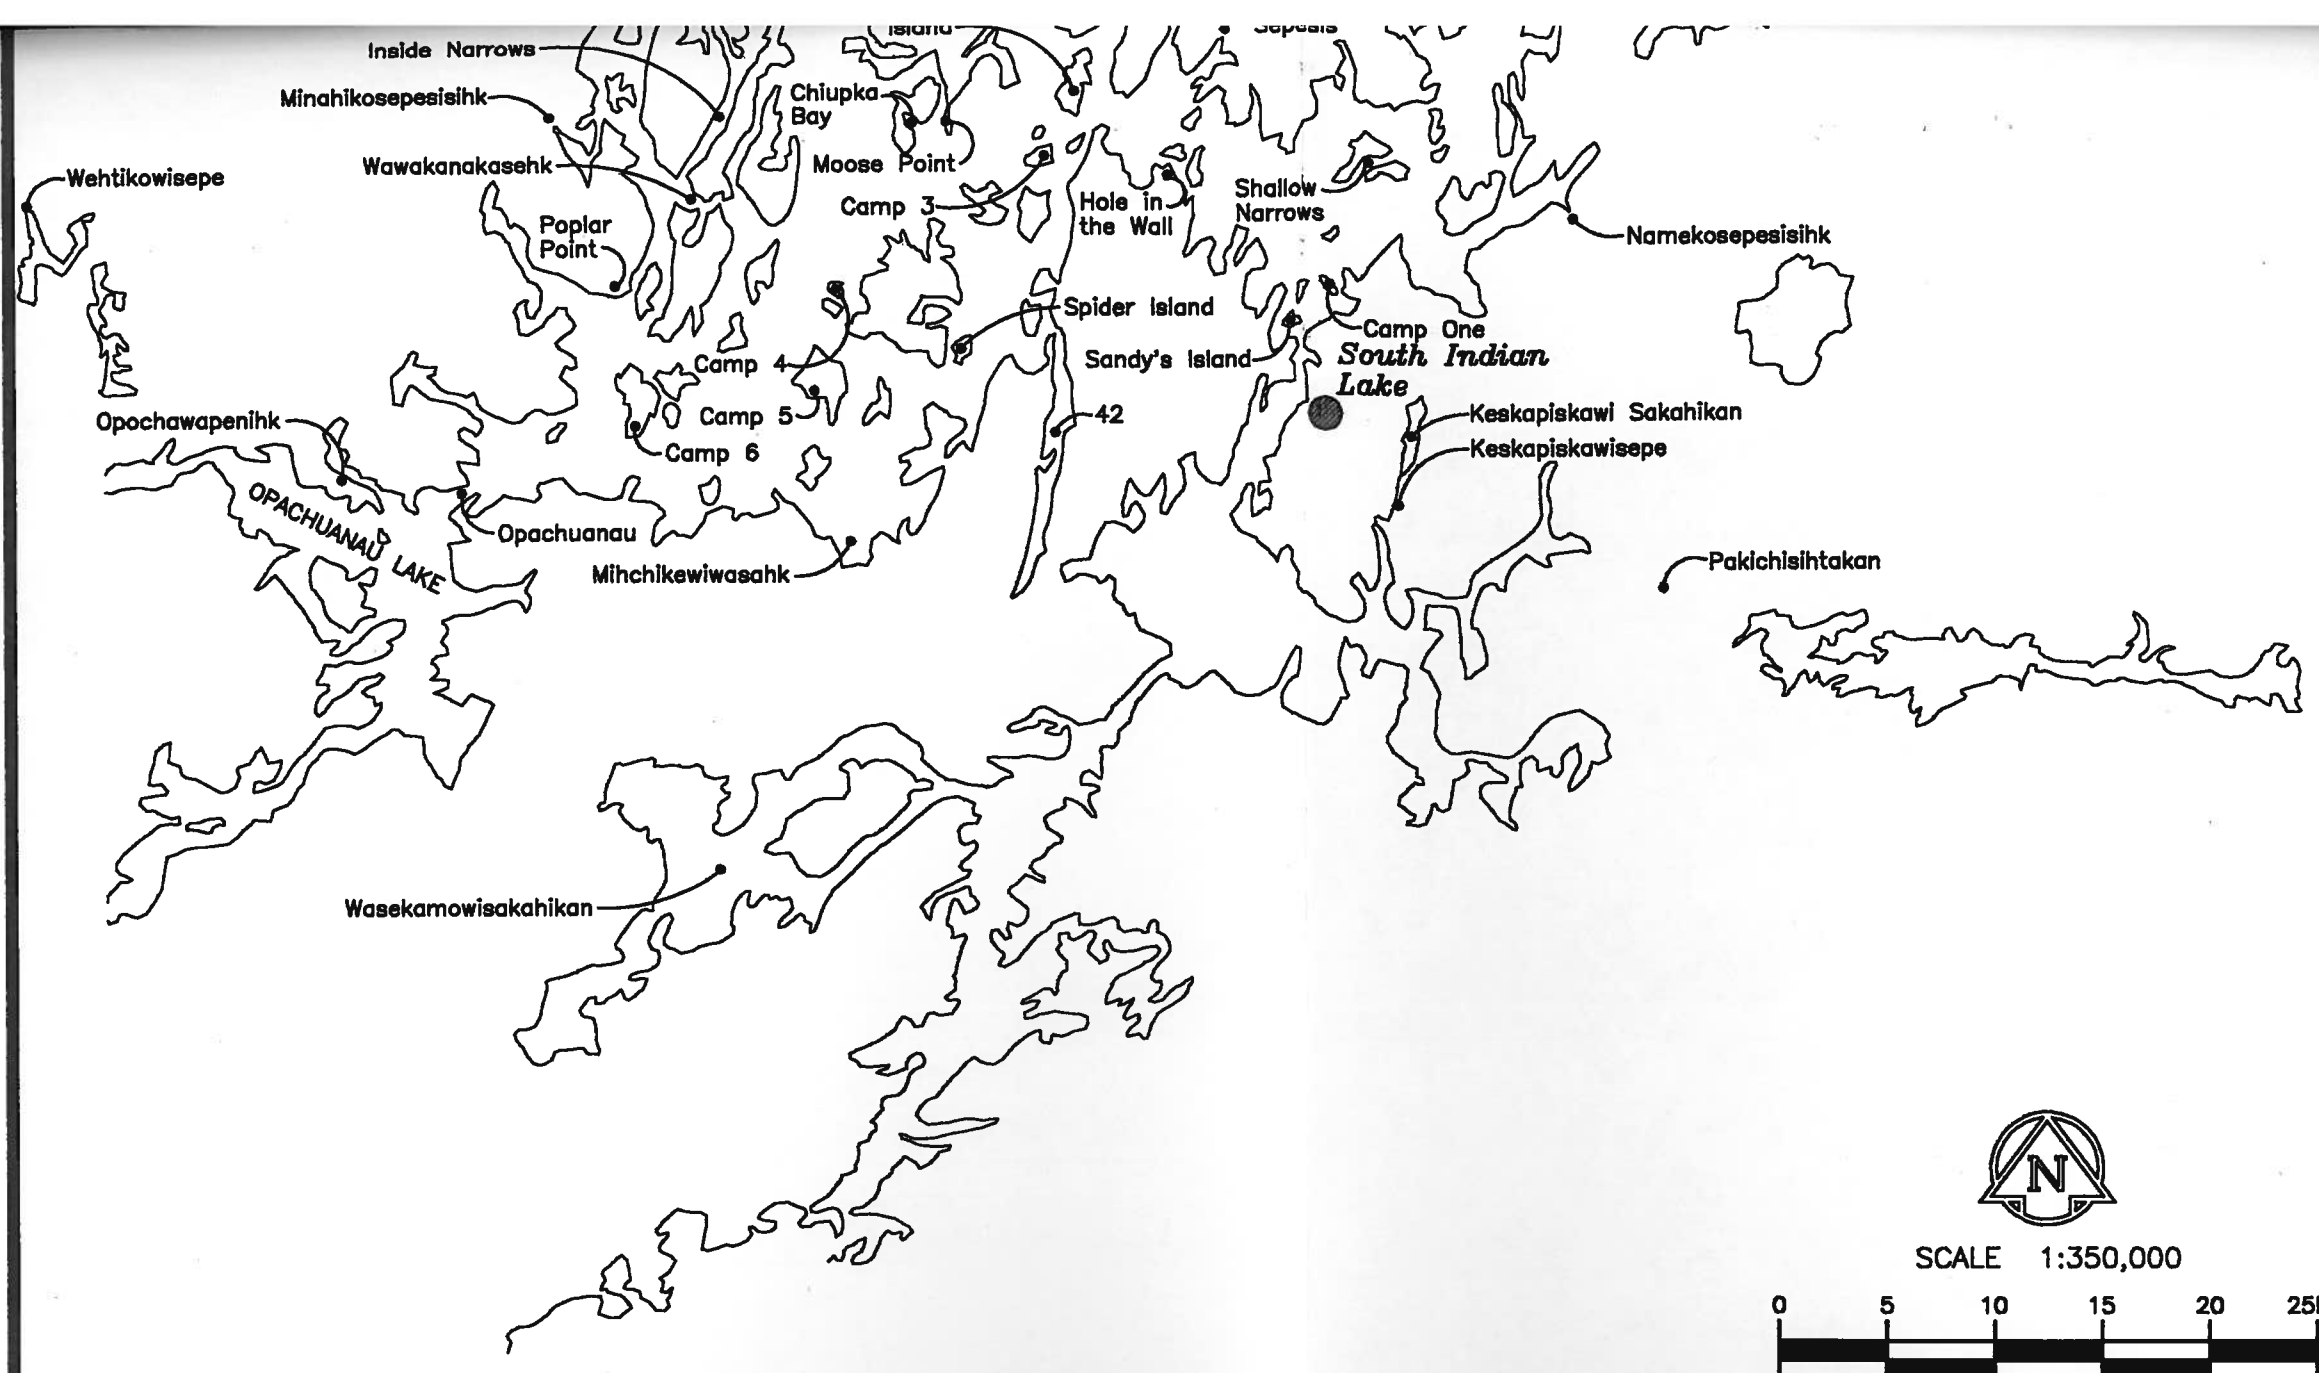 Island
Sepasis
Inside Narrows
Minahikosepesisihk
Chiupka
Bay
Wawakanakasehk
Moose Point
Wehtikowisepe
Camp 3
Hole in
the Wall
Shallow
Narrows
Poplar
Point
Namekosepesisihk
Spider Island
Camp One
Sandy's Island
South Indian
Lake
Camp 4
Camp 5
42
Keskapiskawi Sakahikan
Opochawapenihk
Camp 6
Keskapiskawisepe
OPACHUANAU LAKE
Opachuanau
Mihchikewiwasahk
Pakichisihtakan
Wasekamowisakahikan
N
SCALE 1:350,000
0 5 10 15 20